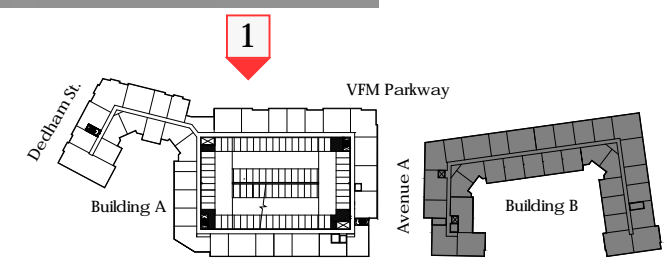 1
VFM Parkway
Dedham St.
Building A
Avenue A
Building B